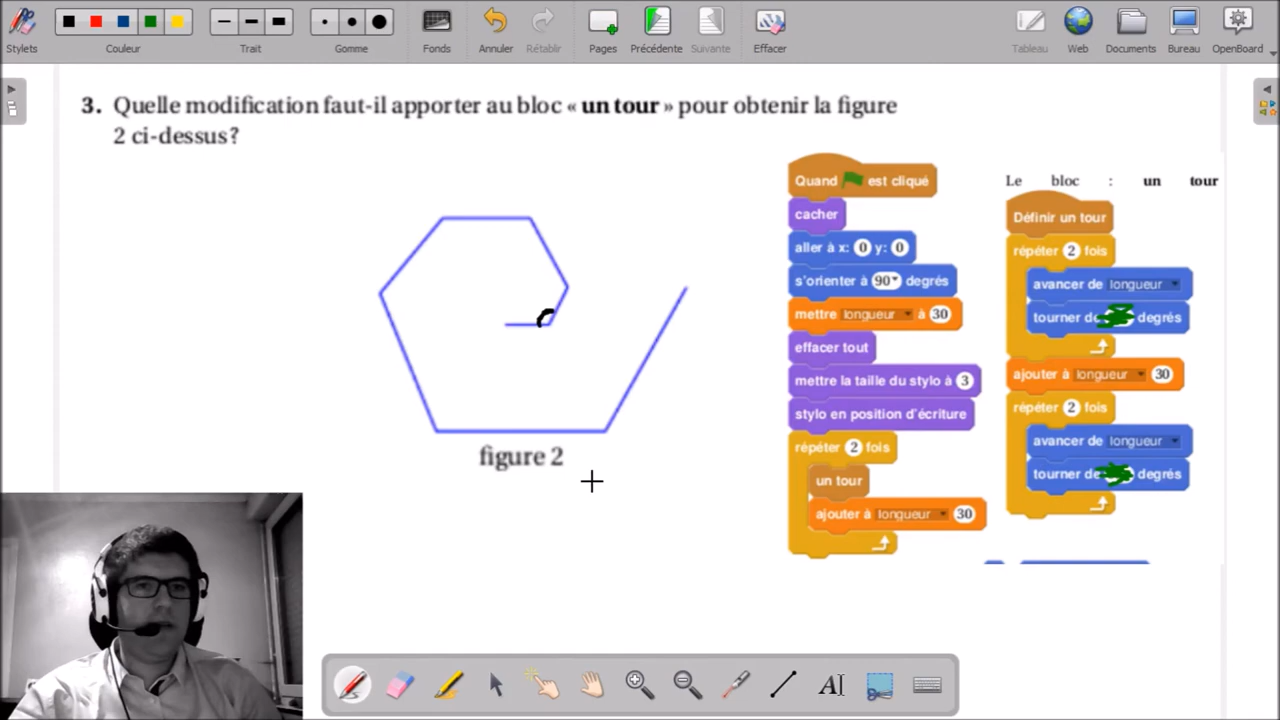 Stylets
Couleur
Trait
Gomme
Fonds
Annuler
Rétablir
Pages
Précédente
Suivante
Effacer
Tableau
Web
Documents
Bureau
OpenBoard
3. Quelle modification faut-il apporter au bloc « un tour » pour obtenir la figure
2 ci-dessus ?
figure 2
Quand est cliqué
cacher
aller à x: 0 y: 0
s'orienter à 90 degrés
mettre longueur à 30
effacer tout
mettre la taille du stylo à 3
stylo en position d'écriture
répéter 2 fois
un tour
ajouter à longueur 30
Le bloc : un tour
Définir un tour
répéter 2 fois
avancer de longueur
tourner de degrés
ajouter à longueur 30
répéter 2 fois
avancer de longueur
tourner de degrés
AI